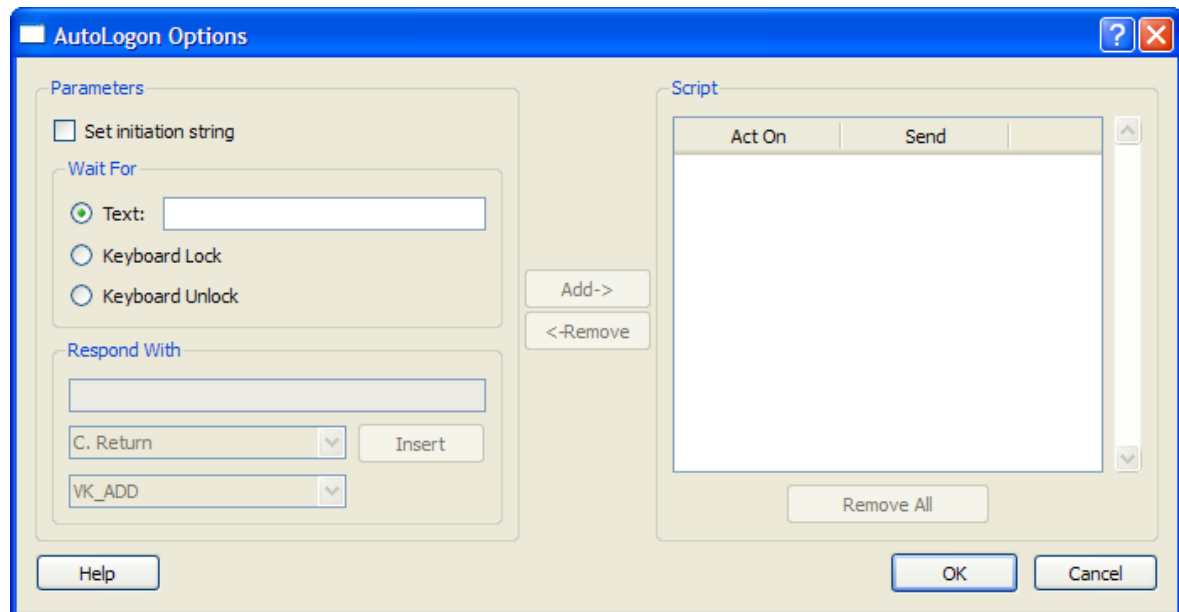 AutoLogon Options
Parameters
Set initiation string
Wait For
Text:
Keyboard Lock
Keyboard Unlock
Respond With
C. Return
Insert
VK_ADD
Add->
<-Remove
Script
Act On Send
Remove All
Help
OK
Cancel